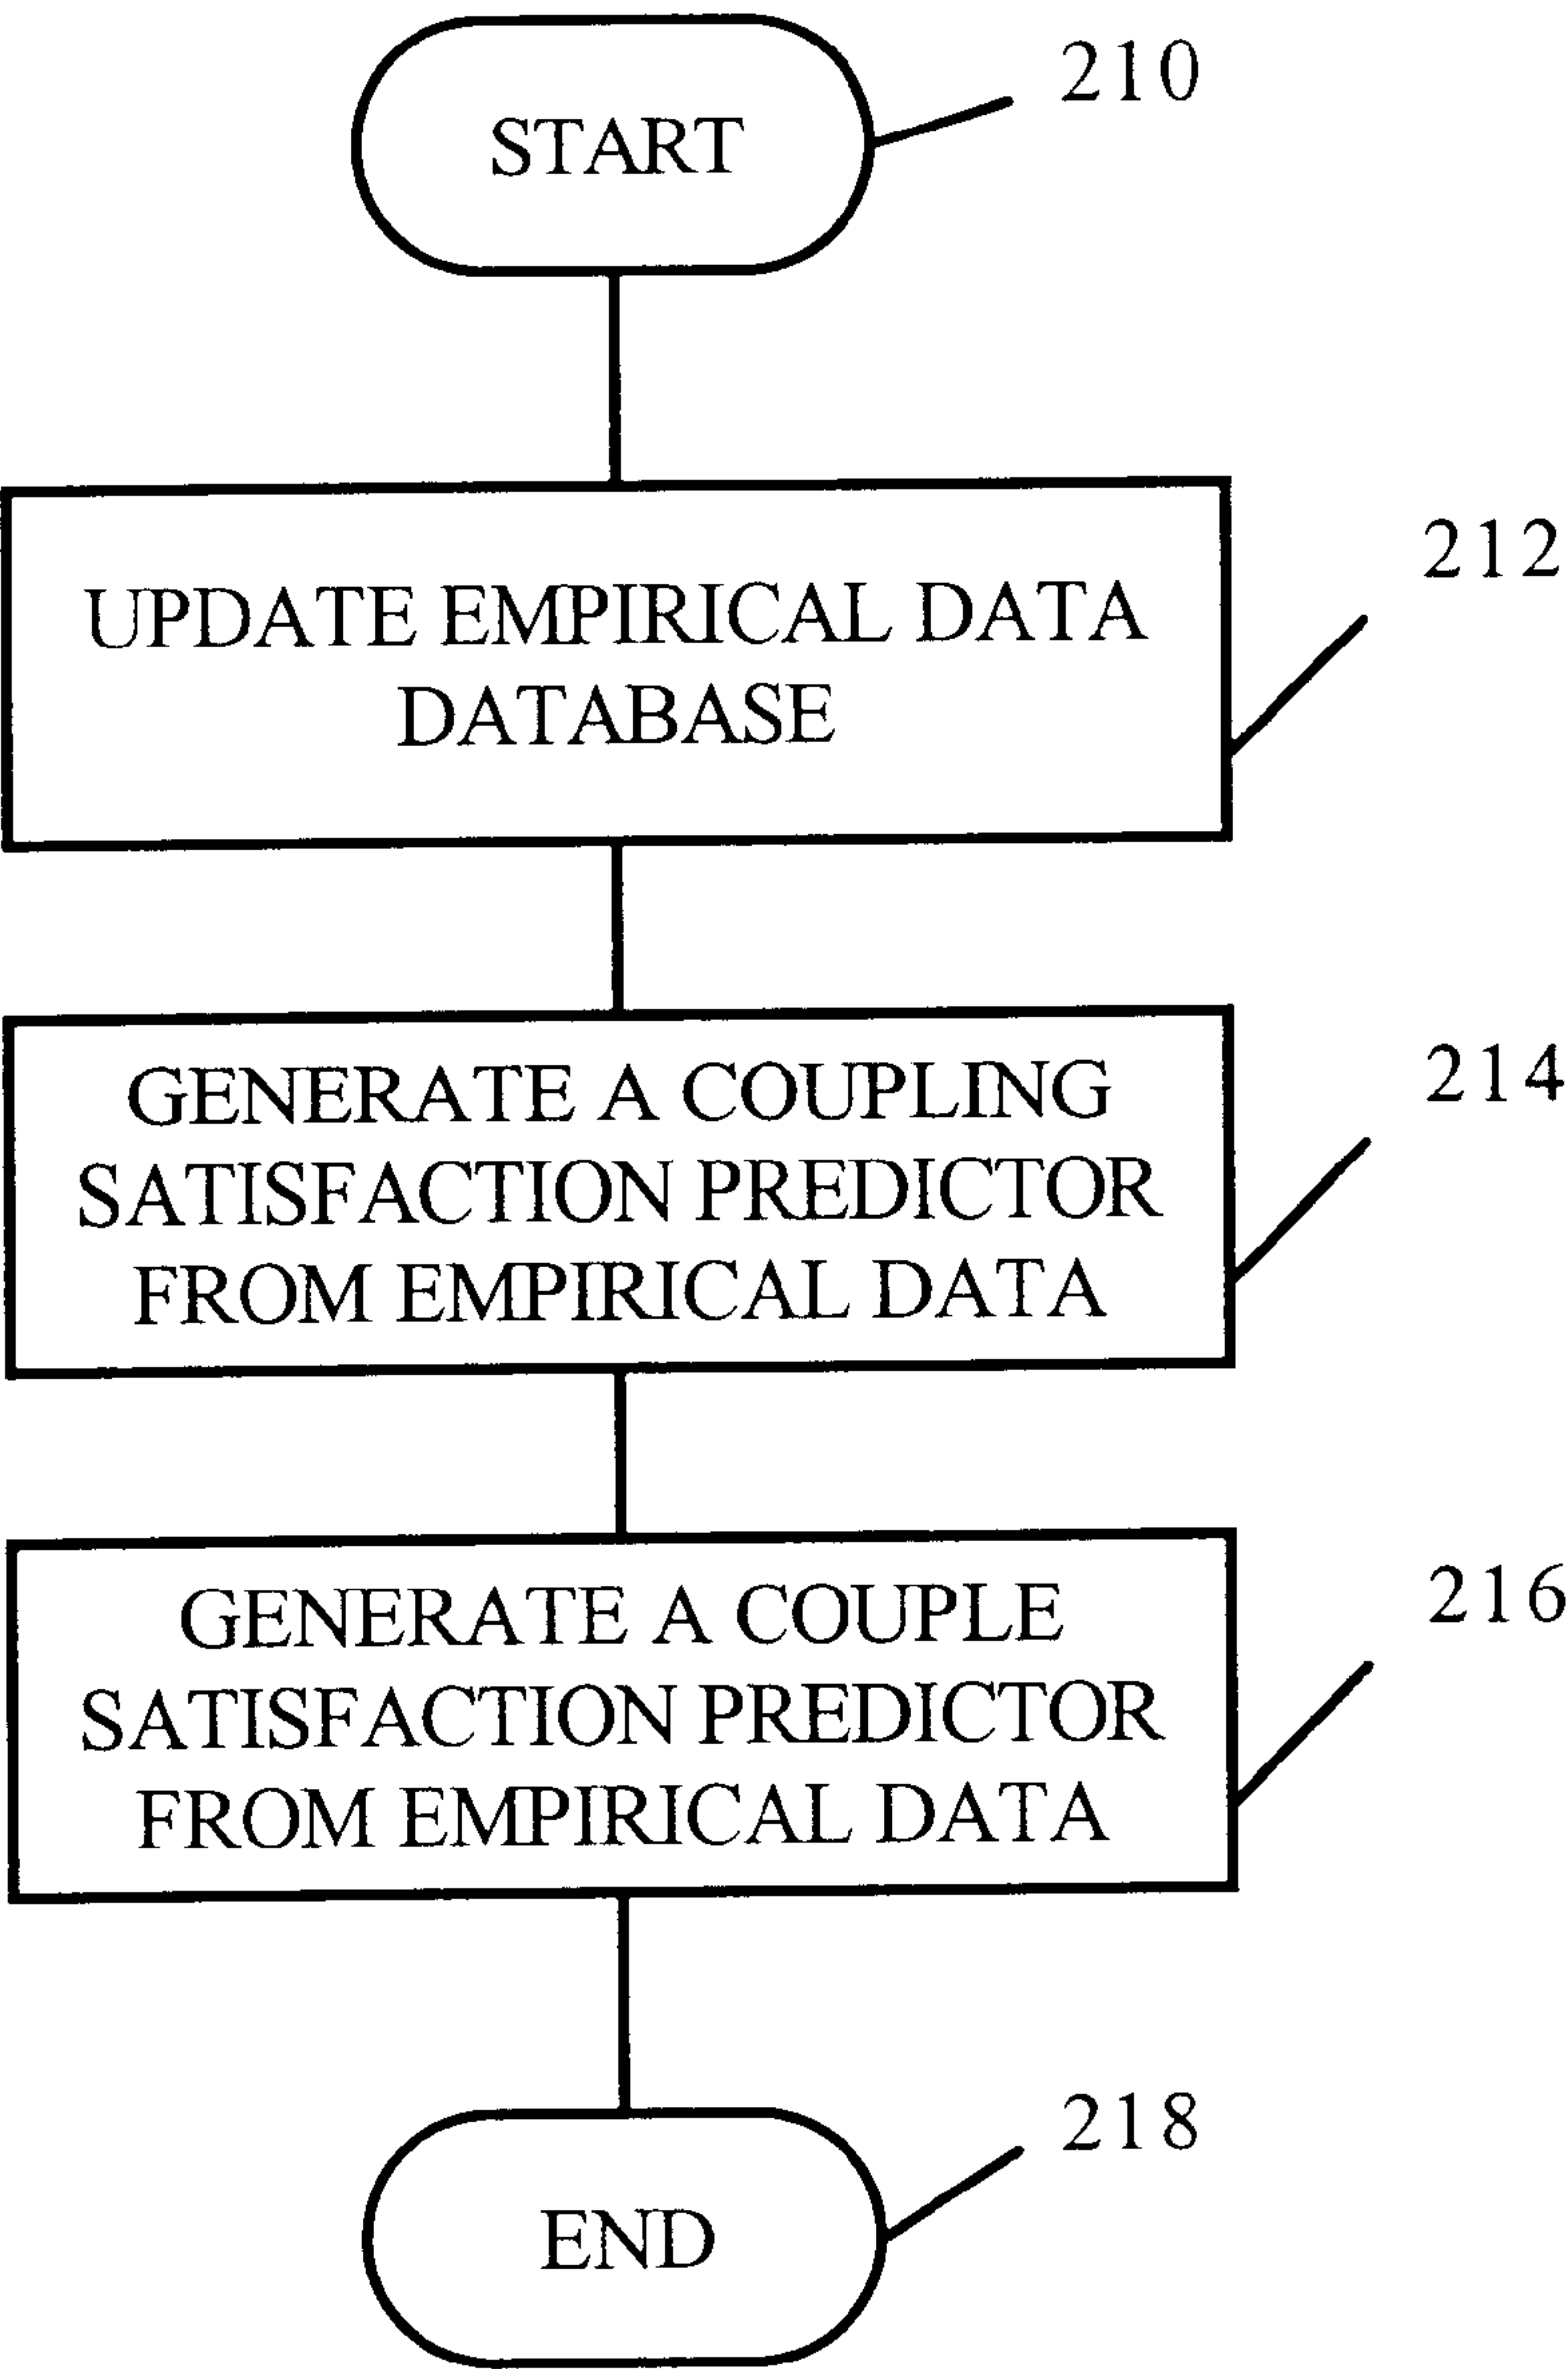 START
210
UPDATE EMPIRICAL DATA
DATABASE
212
GENERATE A COUPLING
SATISFACTION PREDICTOR
FROM EMPIRICAL DATA
214
GENERATE A COUPLE
SATISFACTION PREDICTOR
FROM EMPIRICAL DATA
216
END
218